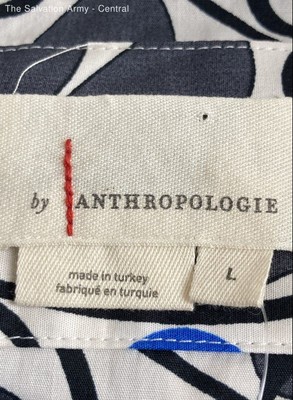 The Salvation Army - Central
by ANTHROPOLOGIE
made in turkey
fabriqué en turquie
L